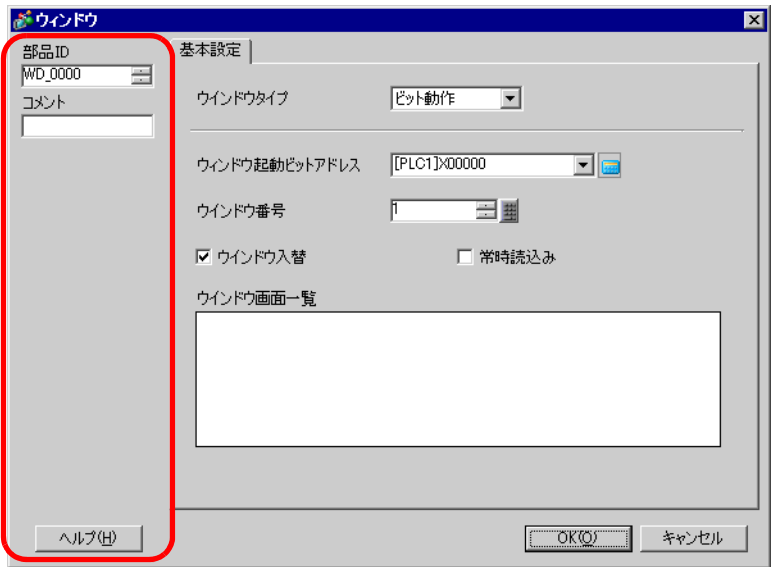 ウィンドウ
部品ID
WD_0000
コメント
基本設定
ウインドウタイプ
ビット動作
ウィンドウ起動ビットアドレス
[PLC1]X00000
ウインドウ番号
1
ウインドウ入替
常時読込み
ウインドウ画面一覧
ヘルプ(H)
OK(O)
キャンセル